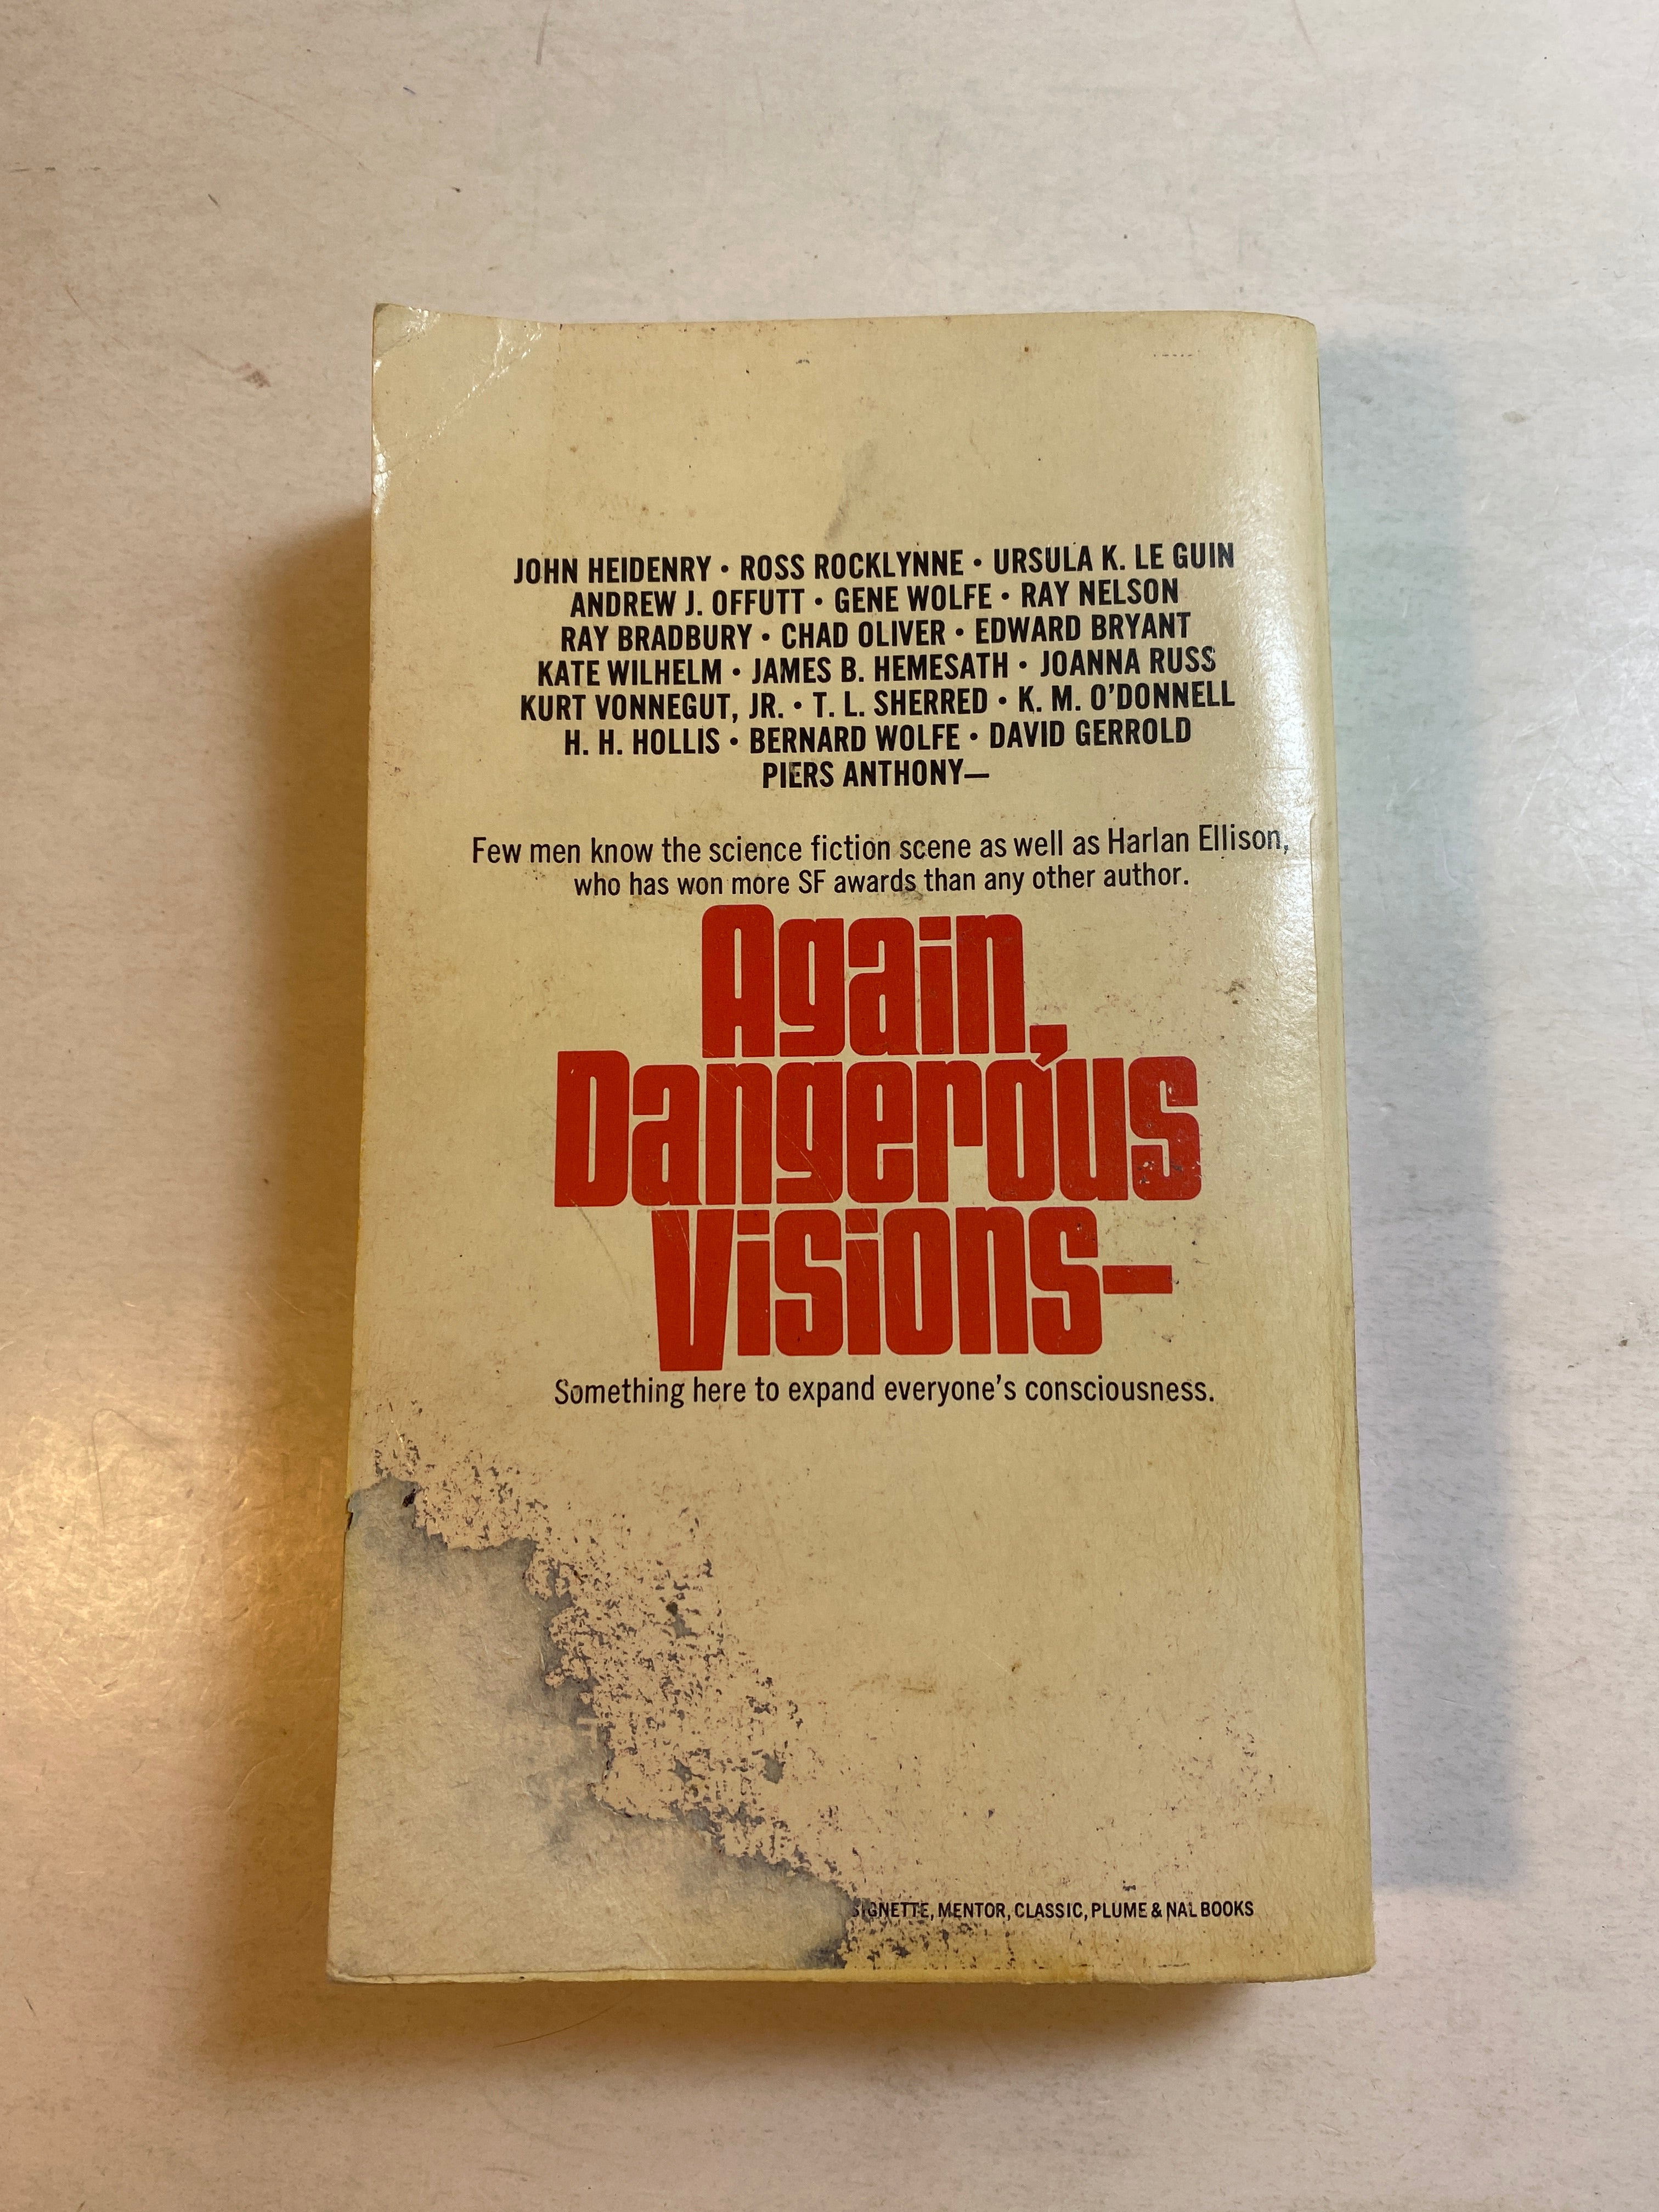 JOHN HEIDENRY • ROSS ROCKLYNNE • URSULA K. LE GUIN
ANDREW J. OFFUTT • GENE WOLFE • RAY NELSON
RAY BRADBURY • CHAD OLIVER • EDWARD BRYANT
KATE WILHELM • JAMES B. HEMESATH • JOANNA RUSS
KURT VONNEGUT, JR. • T. L. SHERRED • K. M. O'DONNELL
H. H. HOLLIS • BERNARD WOLFE • DAVID GERROLD
PIERS ANTHONY—
Few men know the science fiction scene as well as Harlan Ellison,
who has won more SF awards than any other author.
Again,
Dangerous
Visions—
Something here to expand everyone's consciousness.
SIGNETTE, MENTOR, CLASSIC, PLUME & NAL BOOKS